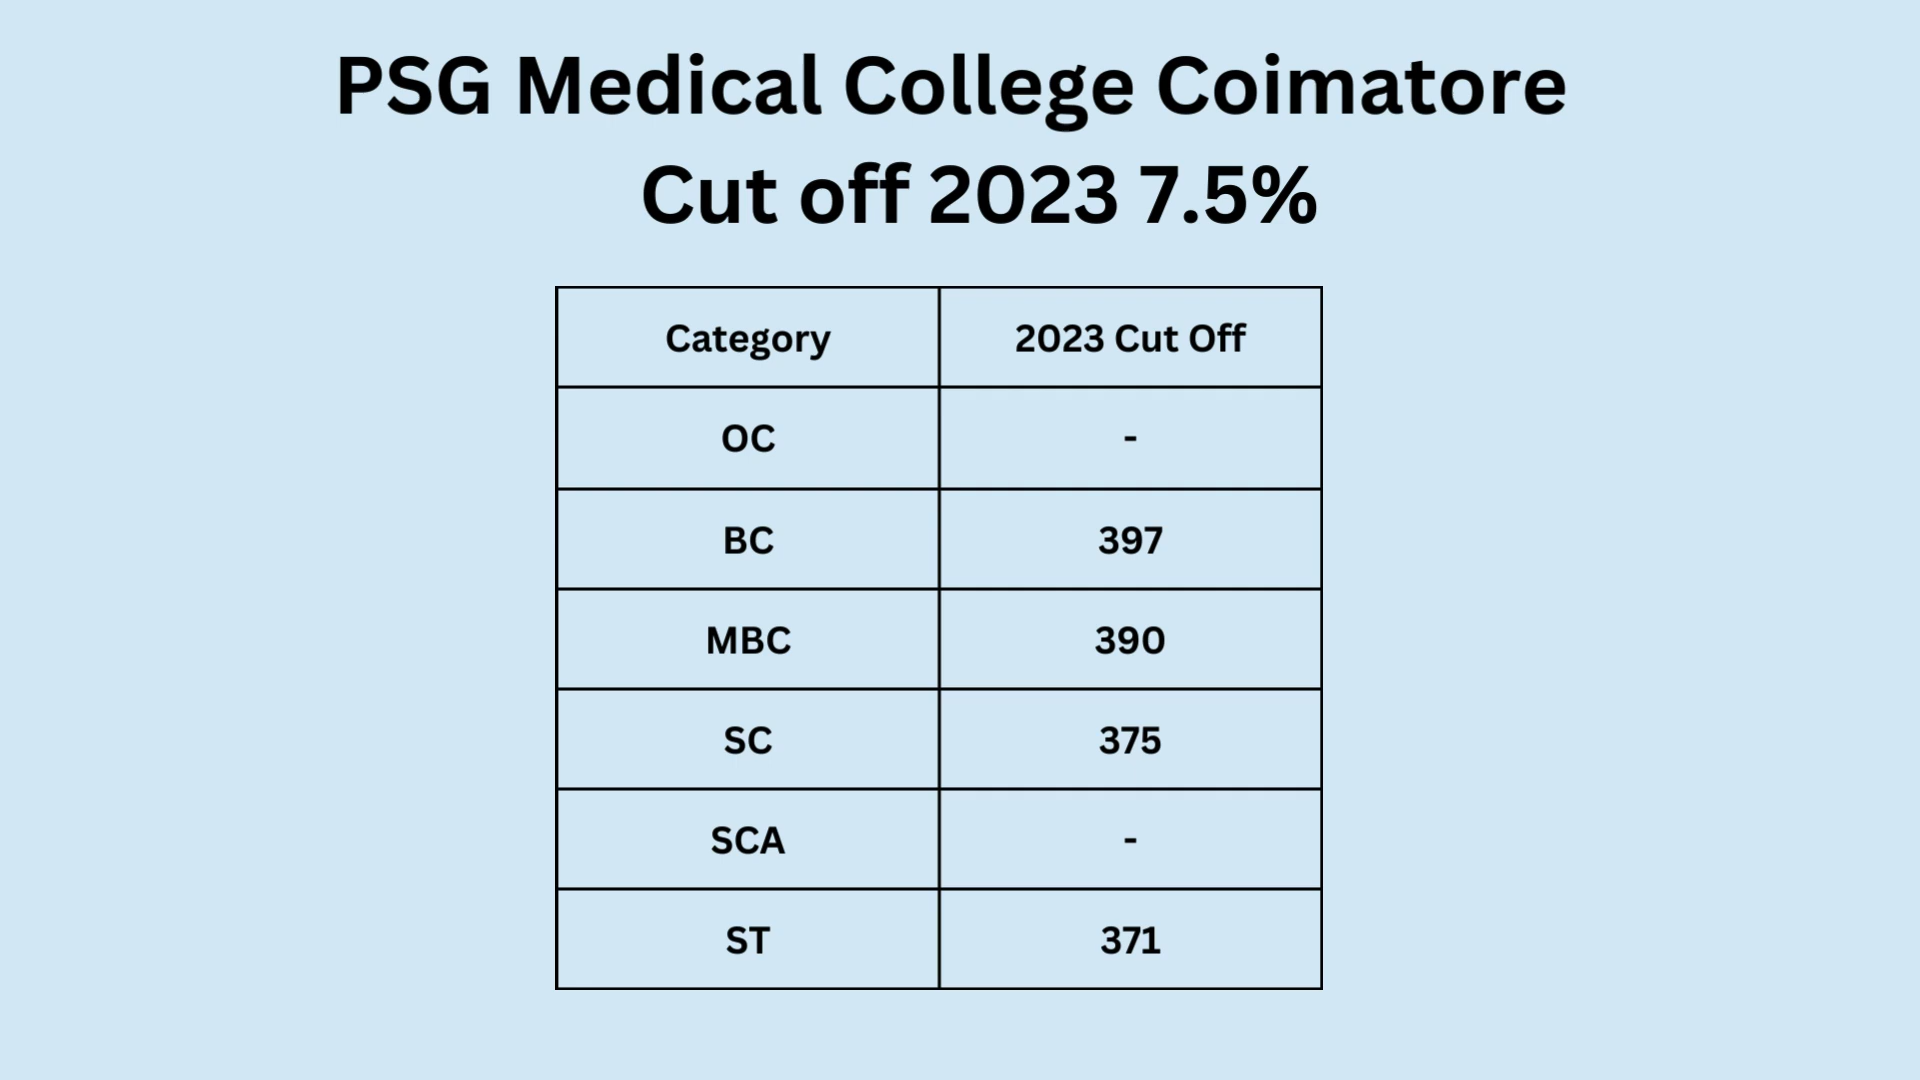 PSG Medical College Coimatore
Cut off 2023 7.5%
Category 2023 Cut Off
OC -
BC 397
MBC 390
SC 375
SCA -
ST 371